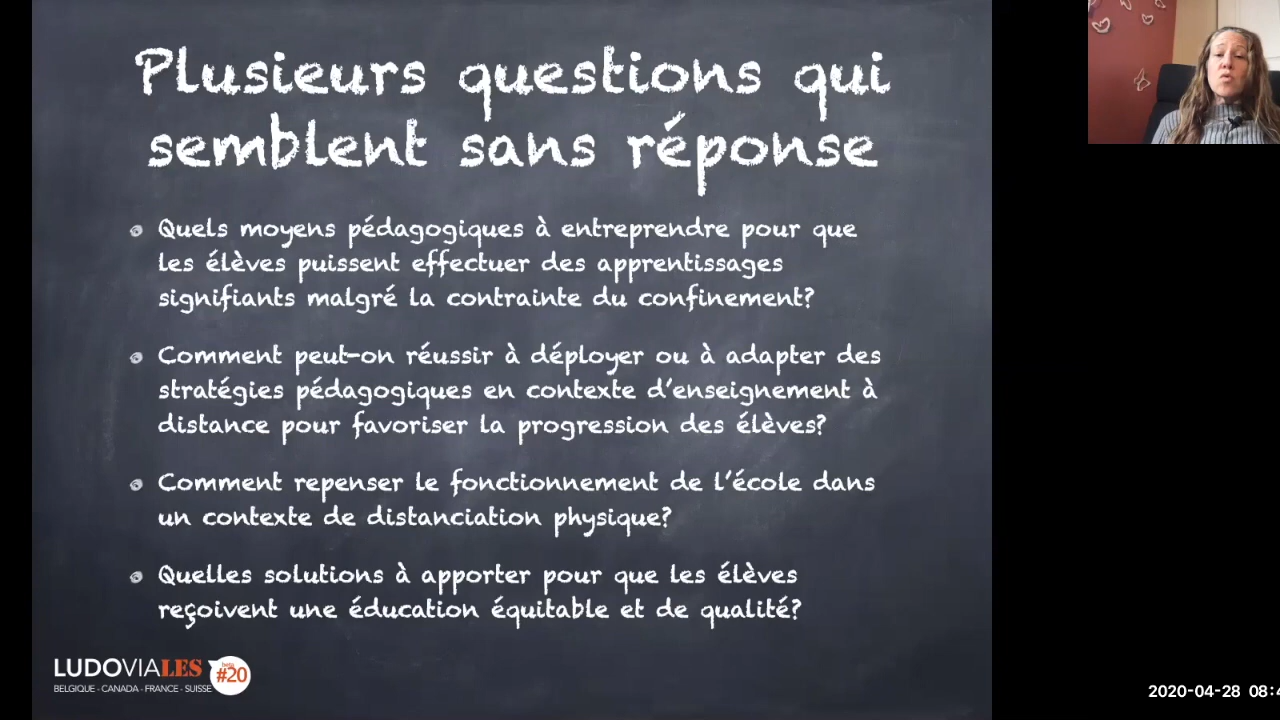 Plusieurs questions qui
semblent sans réponse
Quels moyens pédagogiques à entreprendre pour que
les élèves puissent effectuer des apprentissages
signifiants malgré la contrainte du confinement?
Comment peut-on réussir à déployer ou à adapter des
stratégies pédagogiques en contexte d'enseignement à
distance pour favoriser la progression des élèves?
Comment repenser le fonctionnement de l'école dans
un contexte de distanciation physique?
Quelles solutions à apporter pour que les élèves
reçoivent une éducation équitable et de qualité?
LUDOVIALES
beta
#20
BELGIQUE - CANADA - FRANCE - SUISSE
2020-04-28 08:4